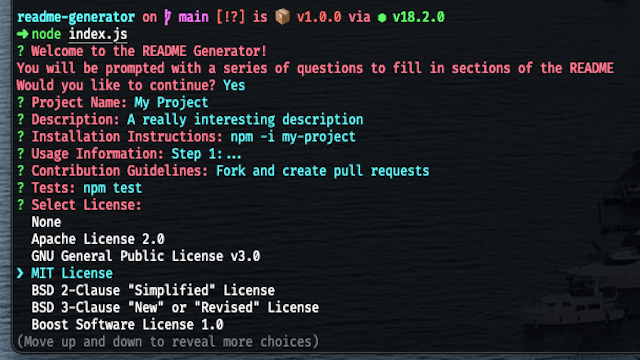 readme-generator on main [!?] is 📦 v1.0.0 via v18.2.0
➜ node index.js
? Welcome to the README Generator!
You will be prompted with a series of questions to fill in sections of the README
Would you like to continue? Yes
? Project Name: My Project
? Description: A really interesting description
? Installation Instructions: npm -i my-project
? Usage Information: Step 1:...
? Contribution Guidelines: Fork and create pull requests
? Tests: npm test
? Select License:
None
Apache License 2.0
GNU General Public License v3.0
❯ MIT License
BSD 2-Clause "Simplified" License
BSD 3-Clause "New" or "Revised" License
Boost Software License 1.0
(Move up and down to reveal more choices)